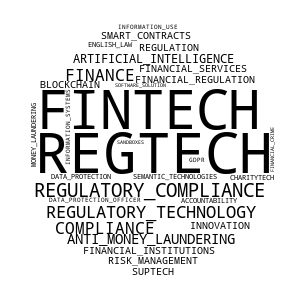 INFORMATION_USE
SMART_CONTRACTS
ENGLISH_LAW
REGULATION
ARTIFICIAL_INTELLIGENCE
FINANCE
FINANCIAL_SERVICES
FINANCIAL_REGULATION
BLOCKCHAIN
SOFTWARE_SOLUTION
FINTECH
MONEY_LAUNDERING
INFORMATION_SYSTEMS
REGTECH
SANDBOXES
GDPR
FINANCIAL_CRIME
DATA_PROTECTION
SEMANTIC_TECHNOLOGIES
CHARITYTECH
REGULATORY_COMPLIANCE
DATA_PROTECTION_OFFICER
ACCOUNTABILITY
REGULATORY_TECHNOLOGY
COMPLIANCE
INNOVATION
ANTI_MONEY_LAUNDERING
FINANCIAL_INSTITUTIONS
RISK_MANAGEMENT
SUPTECH